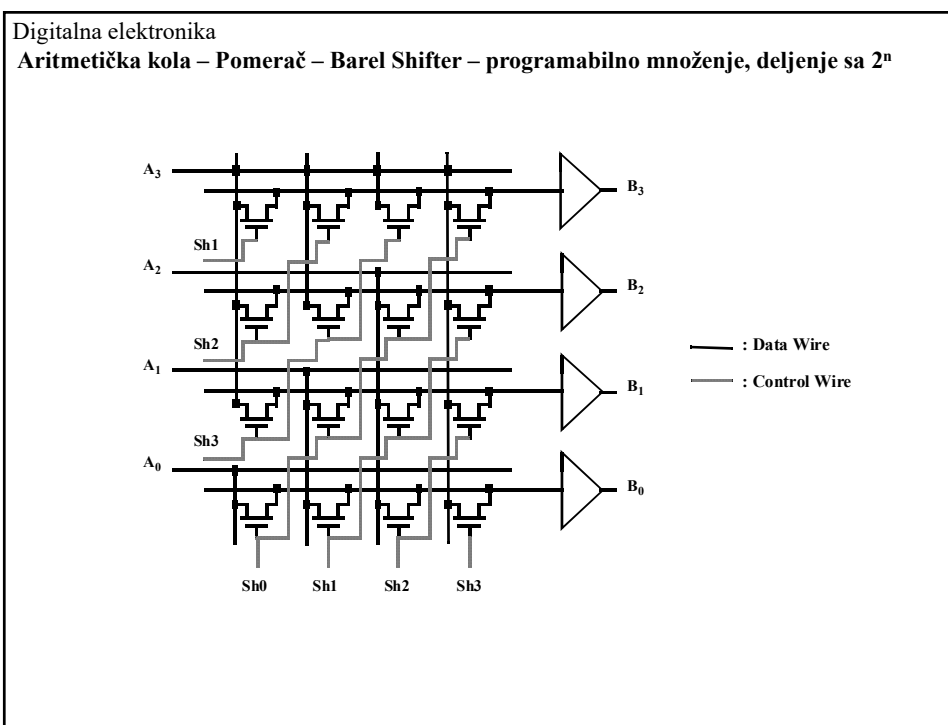 Digitalna elektronika
Aritmetička kola – Pomerač – Barel Shifter – programabilno množenje, deljenje sa 2ⁿ
A₃
B₃
Sh1
A₂
B₂
Sh2
: Data Wire
A₁
: Control Wire
B₁
Sh3
A₀
B₀
Sh0 Sh1 Sh2 Sh3